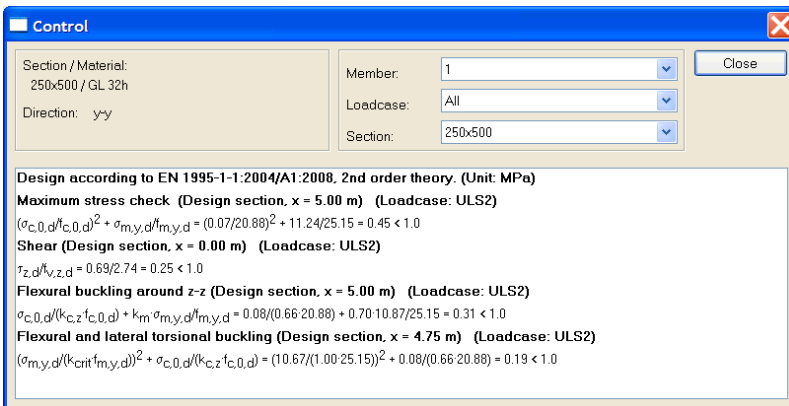 Control
Section / Material:
250x500 / GL 32h
Direction: y-y
Member: 1
Loadcase: All
Section: 250x500
Close
Design according to EN 1995-1-1:2004/A1:2008, 2nd order theory. (Unit: MPa)
Maximum stress check (Design section, x = 5.00 m) (Loadcase: ULS2)
(σc,0,d/fc,0,d)2 + σm,y,d/fm,y,d = (0.07/20.88)2 + 11.24/25.15 = 0.45 < 1.0
Shear (Design section, x = 0.00 m) (Loadcase: ULS2)
τz,d/fv,z,d = 0.69/2.74 = 0.25 < 1.0
Flexural buckling around z-z (Design section, x = 5.00 m) (Loadcase: ULS2)
σc,0,d/(kc,z·fc,0,d) + km·σm,y,d/fm,y,d = 0.08/(0.66·20.88) + 0.70·10.87/25.15 = 0.31 < 1.0
Flexural and lateral torsional buckling (Design section, x = 4.75 m) (Loadcase: ULS2)
(σm,y,d/(kcrit·fm,y,d))2 + σc,0,d/(kc,z·fc,0,d) = (10.67/(1.00·25.15))2 + 0.08/(0.66·20.88) = 0.19 < 1.0